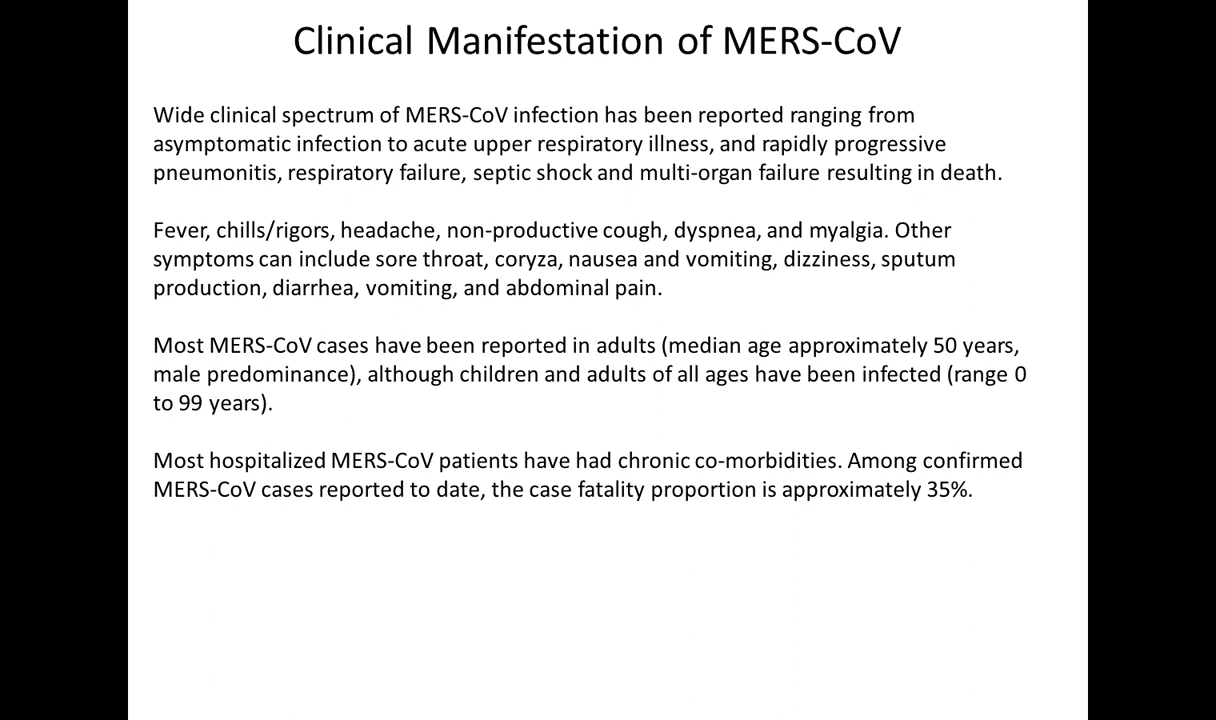 Clinical Manifestation of MERS-CoV
Wide clinical spectrum of MERS-CoV infection has been reported ranging from
asymptomatic infection to acute upper respiratory illness, and rapidly progressive
pneumonitis, respiratory failure, septic shock and multi-organ failure resulting in death.
Fever, chills/rigors, headache, non-productive cough, dyspnea, and myalgia. Other
symptoms can include sore throat, coryza, nausea and vomiting, dizziness, sputum
production, diarrhea, vomiting, and abdominal pain.
Most MERS-CoV cases have been reported in adults (median age approximately 50 years,
male predominance), although children and adults of all ages have been infected (range 0
to 99 years).
Most hospitalized MERS-CoV patients have had chronic co-morbidities. Among confirmed
MERS-CoV cases reported to date, the case fatality proportion is approximately 35%.